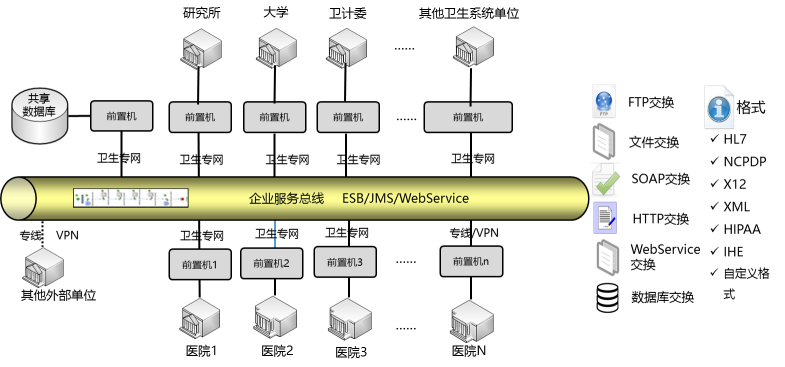 研究所
大学
卫计委
其他卫生系统单位
......
共享
数据库
前置机
前置机
前置机
前置机
......
前置机
卫生专网
卫生专网
卫生专网
卫生专网
卫生专网
企业服务总线 ESB/JMS/WebService
专线
VPN
卫生专网
卫生专网
卫生专网
专线/VPN
其他外部单位
前置机1
前置机2
前置机3
......
前置机n
医院1
医院2
医院3
......
医院N
FTP
FTP交换
文件交换
SOAP交换
HTTP交换
WebService
交换
数据库交换
格式
✓ HL7
✓ NCPDP
✓ X12
✓ XML
✓ HIPAA
✓ IHE
✓ 自定义格
式